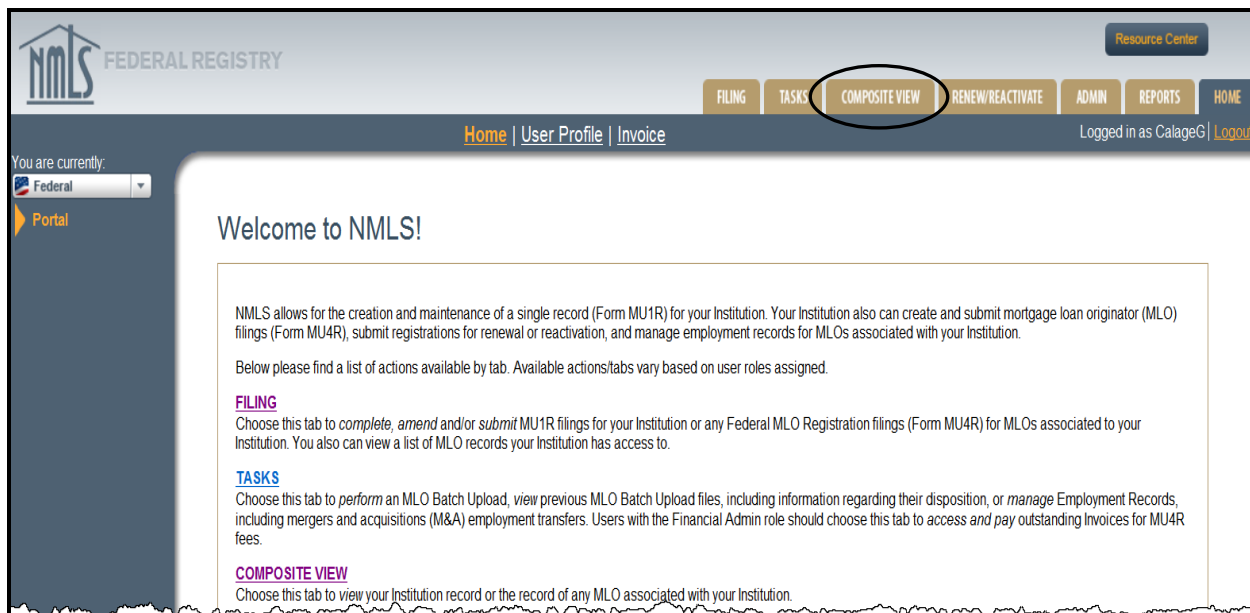 Resource Center
NMLS FEDERAL REGISTRY
FILING TASKS COMPOSITE VIEW RENEW/REACTIVATE ADMIN REPORTS HOME
Home | User Profile | Invoice
Logged in as CalageG | Logout
You are currently:
Federal
Portal
Welcome to NMLS!
NMLS allows for the creation and maintenance of a single record (Form MU1R) for your Institution. Your Institution also can create and submit mortgage loan originator (MLO)
filings (Form MU4R), submit registrations for renewal or reactivation, and manage employment records for MLOs associated with your Institution.
Below please find a list of actions available by tab. Available actions/tabs vary based on user roles assigned.
FILING
Choose this tab to complete, amend and/or submit MU1R filings for your Institution or any Federal MLO Registration filings (Form MU4R) for MLOs associated to your
Institution. You also can view a list of MLO records your Institution has access to.
TASKS
Choose this tab to perform an MLO Batch Upload, view previous MLO Batch Upload files, including information regarding their disposition, or manage Employment Records,
including mergers and acquisitions (M&A) employment transfers. Users with the Financial Admin role should choose this tab to access and pay outstanding Invoices for MU4R
fees.
COMPOSITE VIEW
Choose this tab to view your Institution record or the record of any MLO associated with your Institution.